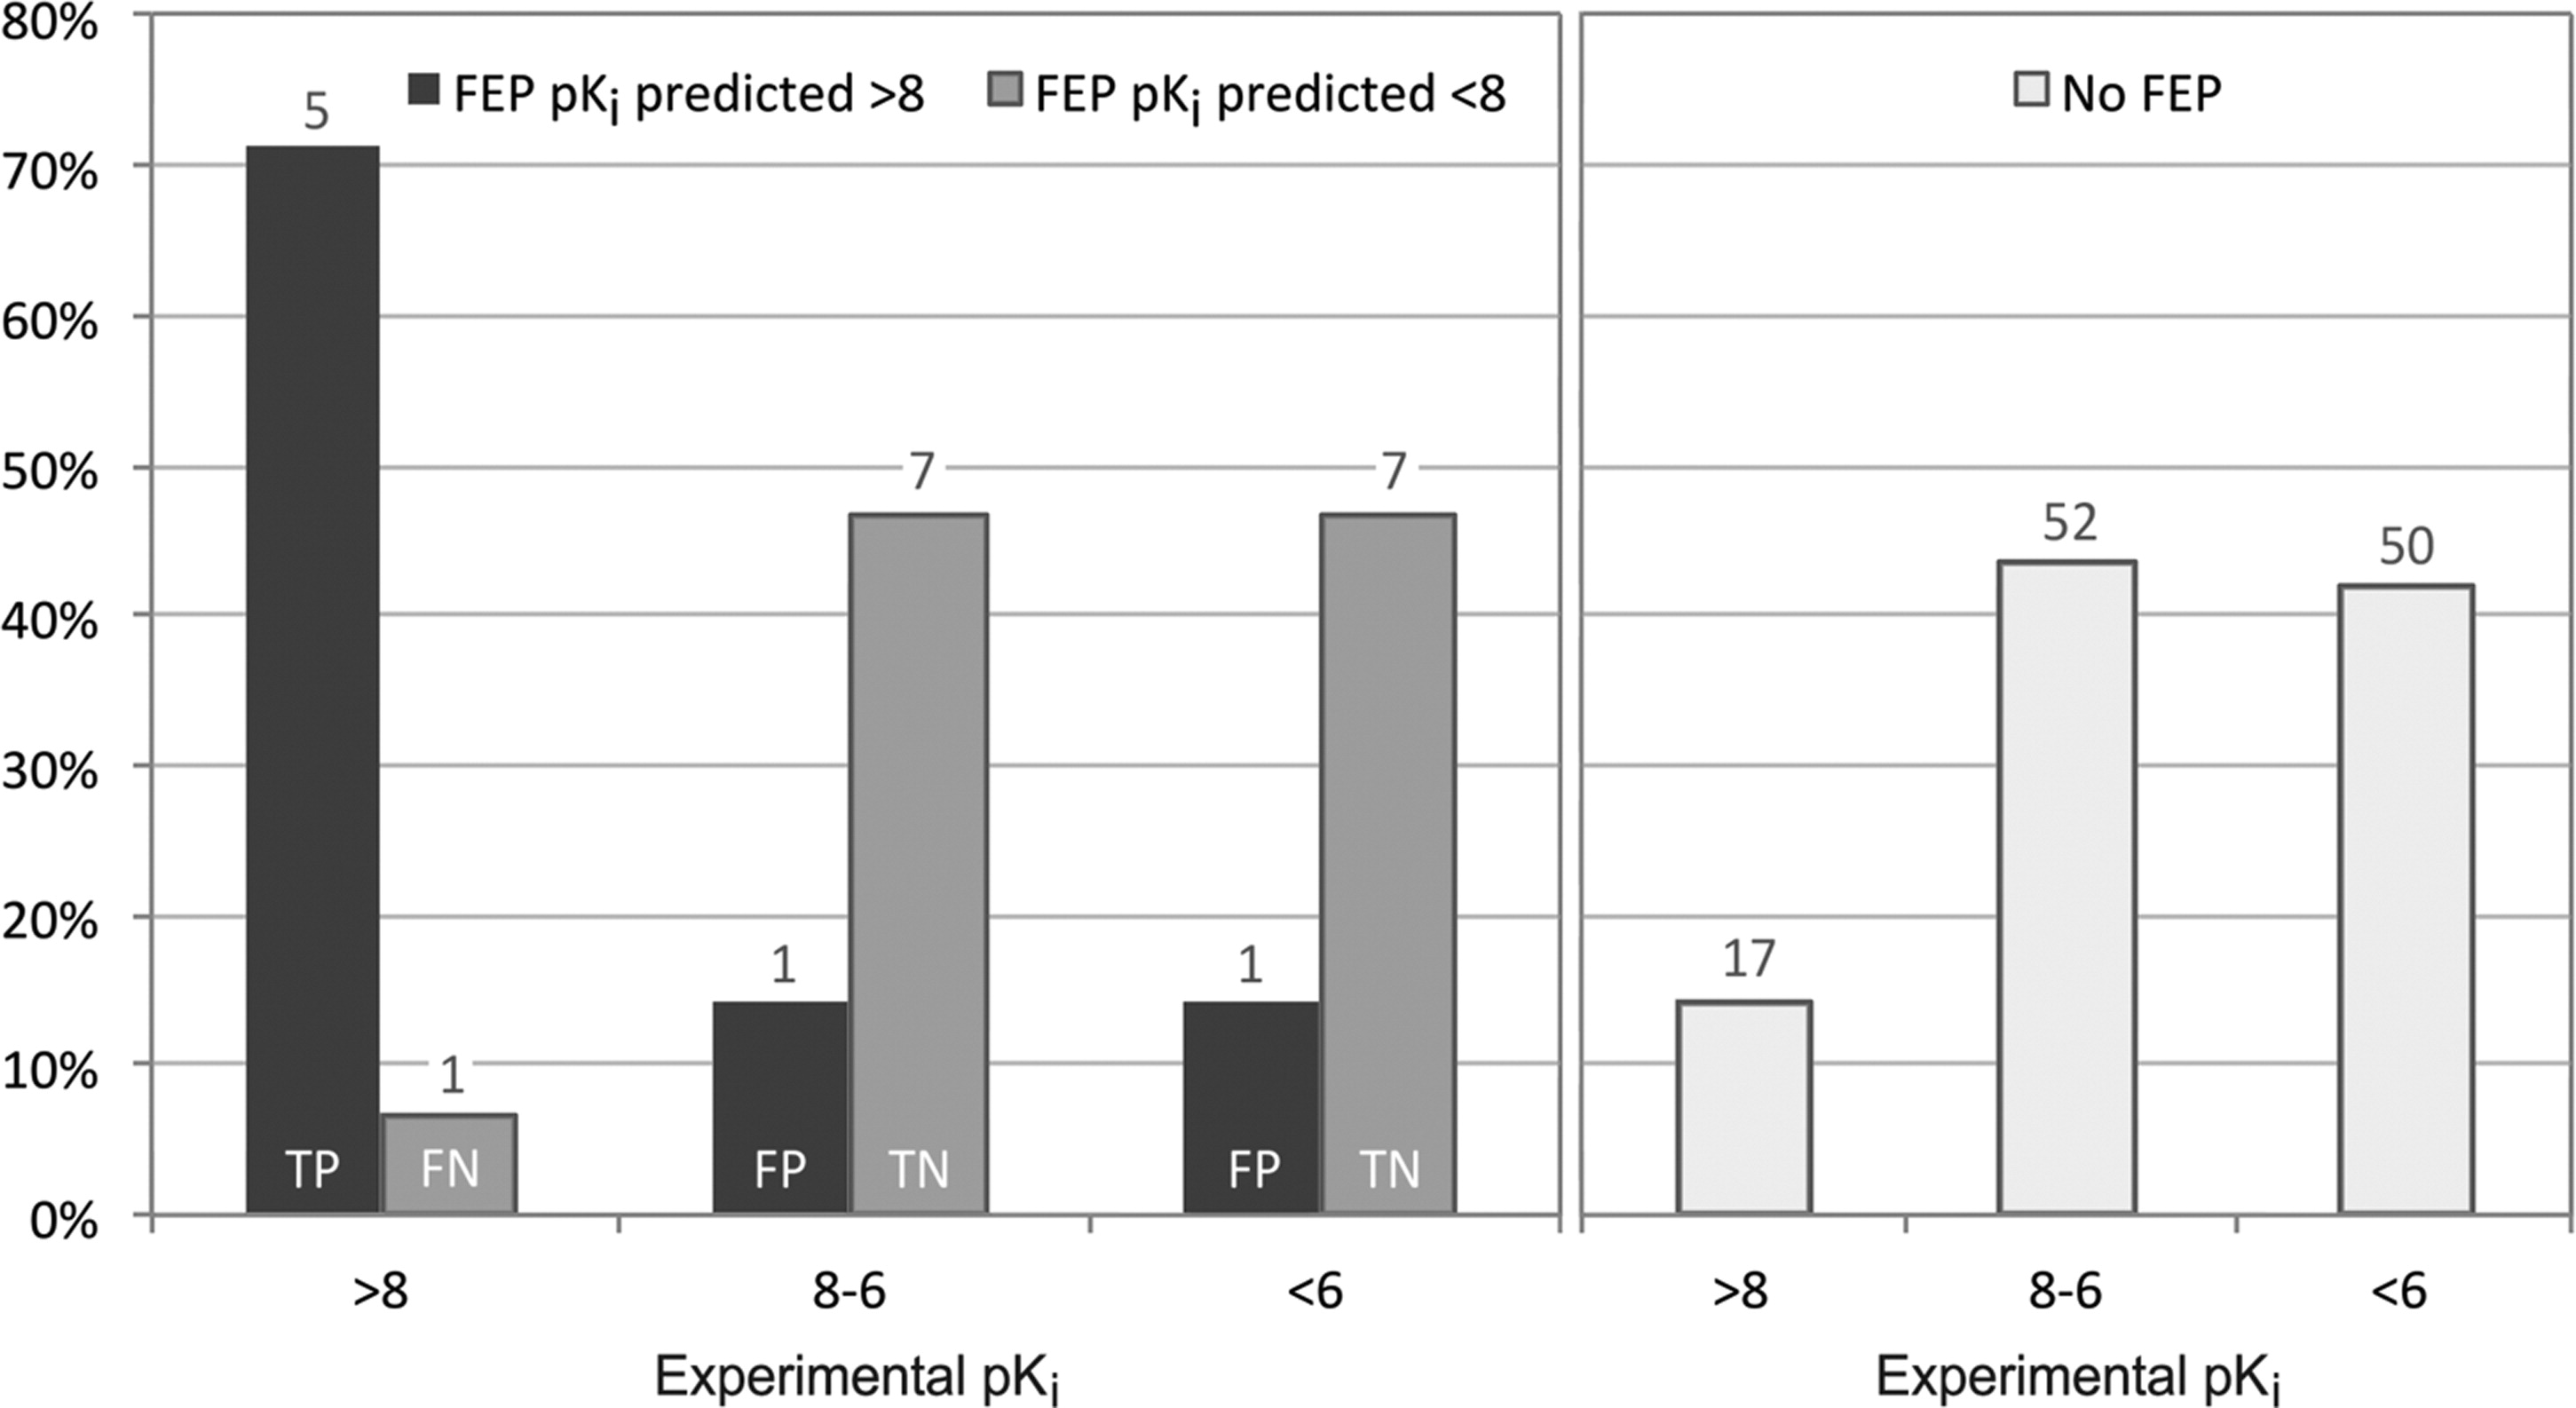 80%
70%
60%
50%
40%
30%
20%
10%
0%
FEP pKi predicted >8
FEP pKi predicted <8
No FEP
5
1
1
7
1
7
17
52
50
TP
FN
FP
TN
FP
TN
>8
8-6
<6
>8
8-6
<6
Experimental pKi
Experimental pKi